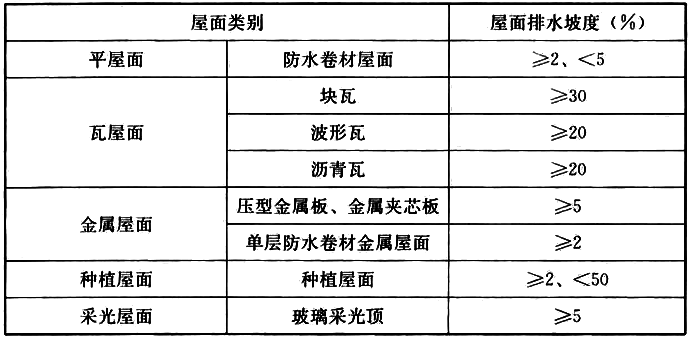 屋面类别 屋面排水坡度（%）
平屋面 防水卷材屋面 ≥2、<5
瓦屋面 块瓦 ≥30
波形瓦 ≥20
沥青瓦 ≥20
金属屋面 压型金属板、金属夹芯板 ≥5
单层防水卷材金属屋面 ≥2
种植屋面 种植屋面 ≥2、<50
采光屋面 玻璃采光顶 ≥5